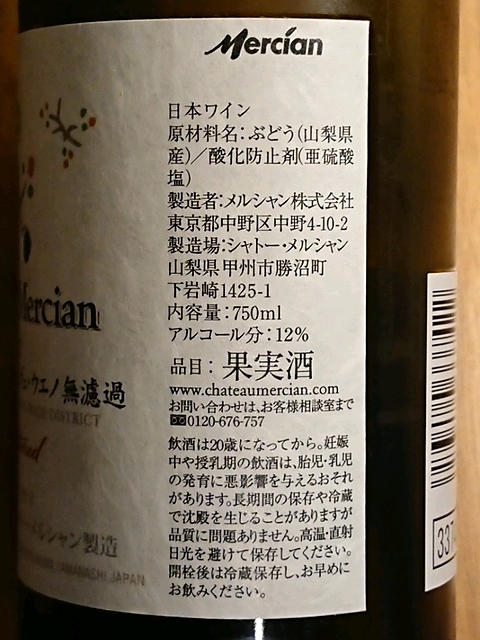 Mercian
日本ワイン
原材料名：ぶどう(山梨県
産)／酸化防止剤(亜硫酸
塩)
製造者：メルシャン株式会社
東京都中野区中野4-10-2
製造場：シャトー・メルシャン
山梨県甲州市勝沼町
下岩崎1425-1
内容量：750ml
アルコール分：12%
品目：果実酒
www.chateaumercian.com
お問い合わせは、お客様相談室まで
0120-676-757
飲酒は20歳になってから。妊娠
中や授乳期の飲酒は、胎児・乳児
の発育に悪影響を与えるおそれ
があります。長期間の保存や冷蔵
で沈殿を生じることがありますが
品質に問題ありません。高温・直射
日光を避けて保存してください。
開栓後は冷蔵保存し、お早めに
お飲みください。
Mercian
ウエノ無濾過
DISTRICT
メルシャン製造
YAMANASHI, JAPAN